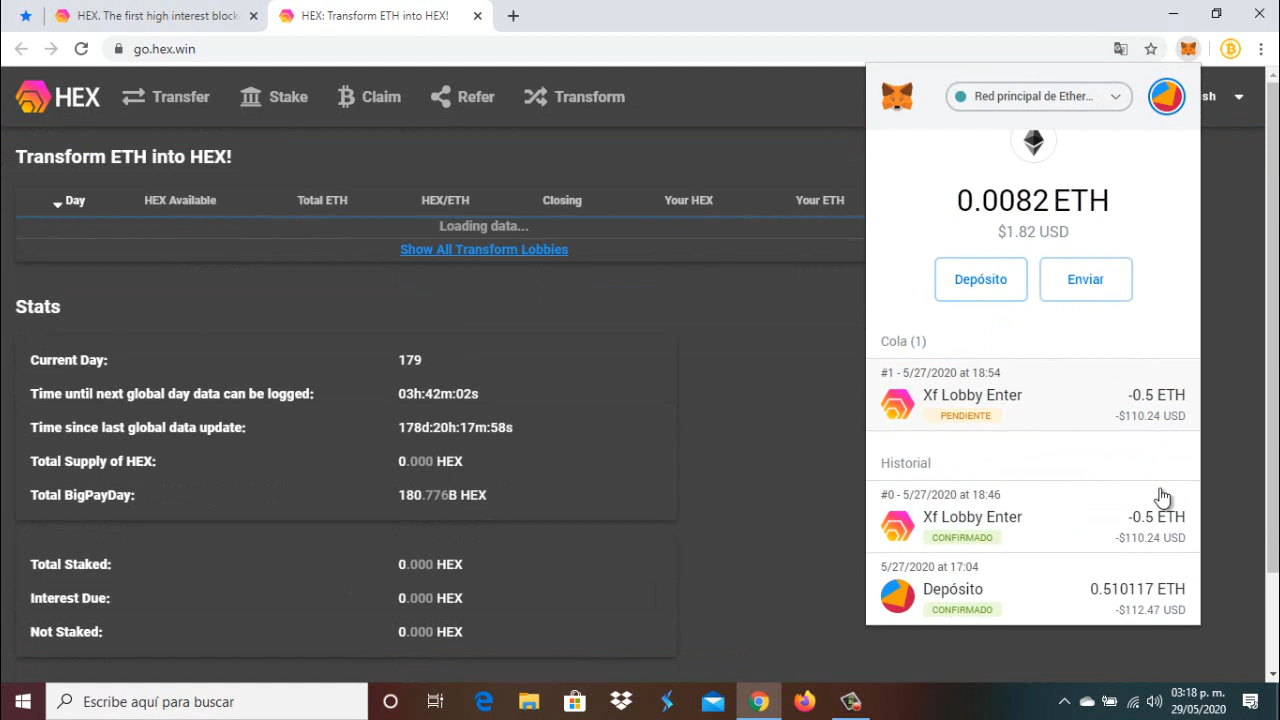 HEX. The first high interest block
HEX: Transform ETH into HEX!
go.hex.win
HEX
Transfer
Stake
Claim
Refer
Transform
sh
Transform ETH into HEX!
Day
HEX Available
Total ETH
HEX/ETH
Closing
Your HEX
Your ETH
Loading data...
Show All Transform Lobbies
Stats
Current Day: 179
Time until next global day data can be logged: 03h:42m:02s
Time since last global data update: 178d:20h:17m:58s
Total Supply of HEX: 0.000 HEX
Total BigPayDay: 180.776B HEX
Total Staked: 0.000 HEX
Interest Due: 0.000 HEX
Not Staked: 0.000 HEX
Red principal de Ether...
0.0082 ETH
$1.82 USD
Depósito
Enviar
Cola (1)
#1 - 5/27/2020 at 18:54
Xf Lobby Enter -0.5 ETH
PENDIENTE -$110.24 USD
Historial
#0 - 5/27/2020 at 18:46
Xf Lobby Enter -0.5 ETH
CONFIRMADO -$110.24 USD
5/27/2020 at 17:04
Depósito 0.510117 ETH
CONFIRMADO -$112.47 USD
Escribe aquí para buscar
03:18 p. m.
29/05/2020